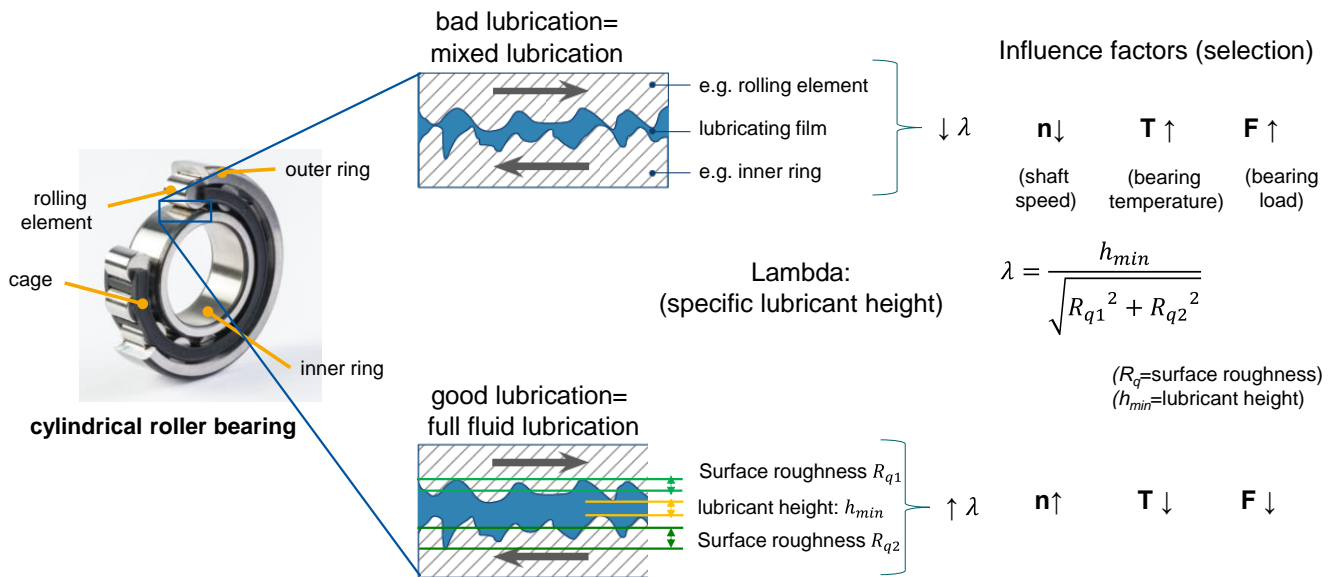 bad lubrication=
mixed lubrication
Influence factors (selection)
e.g. rolling element
lubricating film
e.g. inner ring
↓ λ
n↓ T ↑ F ↑
(shaft speed)
(bearing temperature)
(bearing load)
outer ring
rolling
element
cage
inner ring
cylindrical roller bearing
Lambda:
(specific lubricant height)
λ = h_min / √(R_q1² + R_q2²)
(R_q=surface roughness)
(h_min=lubricant height)
good lubrication=
full fluid lubrication
Surface roughness R_q1
lubricant height: h_min
Surface roughness R_q2
↑ λ
n↑ T ↓ F ↓